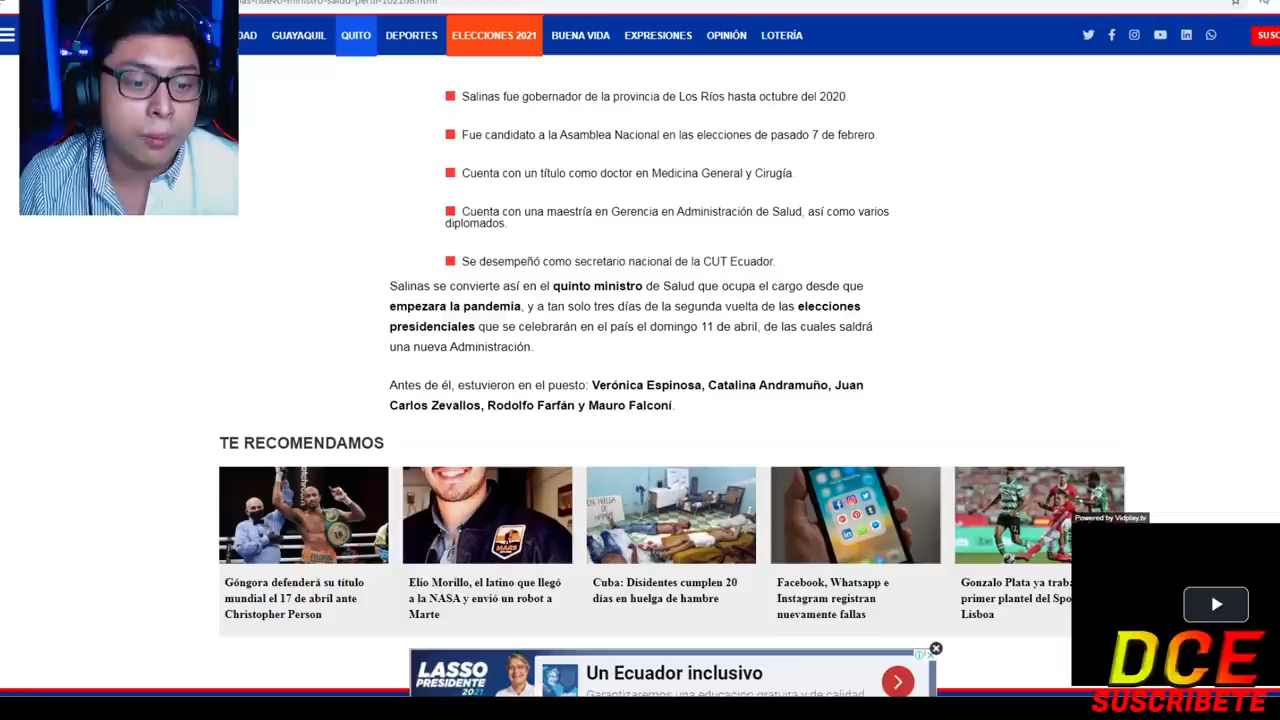 GUAYAQUIL QUITO DEPORTES ELECCIONES 2021 BUENA VIDA EXPRESIONES OPINIÓN LOTERÍA
Salinas fue gobernador de la provincia de Los Ríos hasta octubre del 2020.
Fue candidato a la Asamblea Nacional en las elecciones de pasado 7 de febrero.
Cuenta con un título como doctor en Medicina General y Cirugía.
Cuenta con una maestría en Gerencia en Administración de Salud, así como varios
diplomados.
Se desempeñó como secretario nacional de la CUT Ecuador.
Salinas se convierte así en el quinto ministro de Salud que ocupa el cargo desde que
empezara la pandemia, y a tan solo tres días de la segunda vuelta de las elecciones
presidenciales que se celebrarán en el país el domingo 11 de abril, de las cuales saldrá
una nueva Administración.
Antes de él, estuvieron en el puesto: Verónica Espinosa, Catalina Andramuño, Juan
Carlos Zevallos, Rodolfo Farfán y Mauro Falconí.
TE RECOMENDAMOS
EN HUELGA DE HAMBRE
MARS
Powered by Vidplay.tv
Góngora defenderá su título
mundial el 17 de abril ante
Christopher Person
Elio Morillo, el latino que llegó
a la NASA y envió un robot a
Marte
Cuba: Disidentes cumplen 20
días en huelga de hambre
Facebook, Whatsapp e
Instagram registran
nuevamente fallas
Gonzalo Plata ya
primer plantel del
Lisboa
LASSO
PRESIDENTE
2021
Un Ecuador inclusivo
Garantizaremos una educación gratuita y de calidad
DCE
SUSCRIBETE